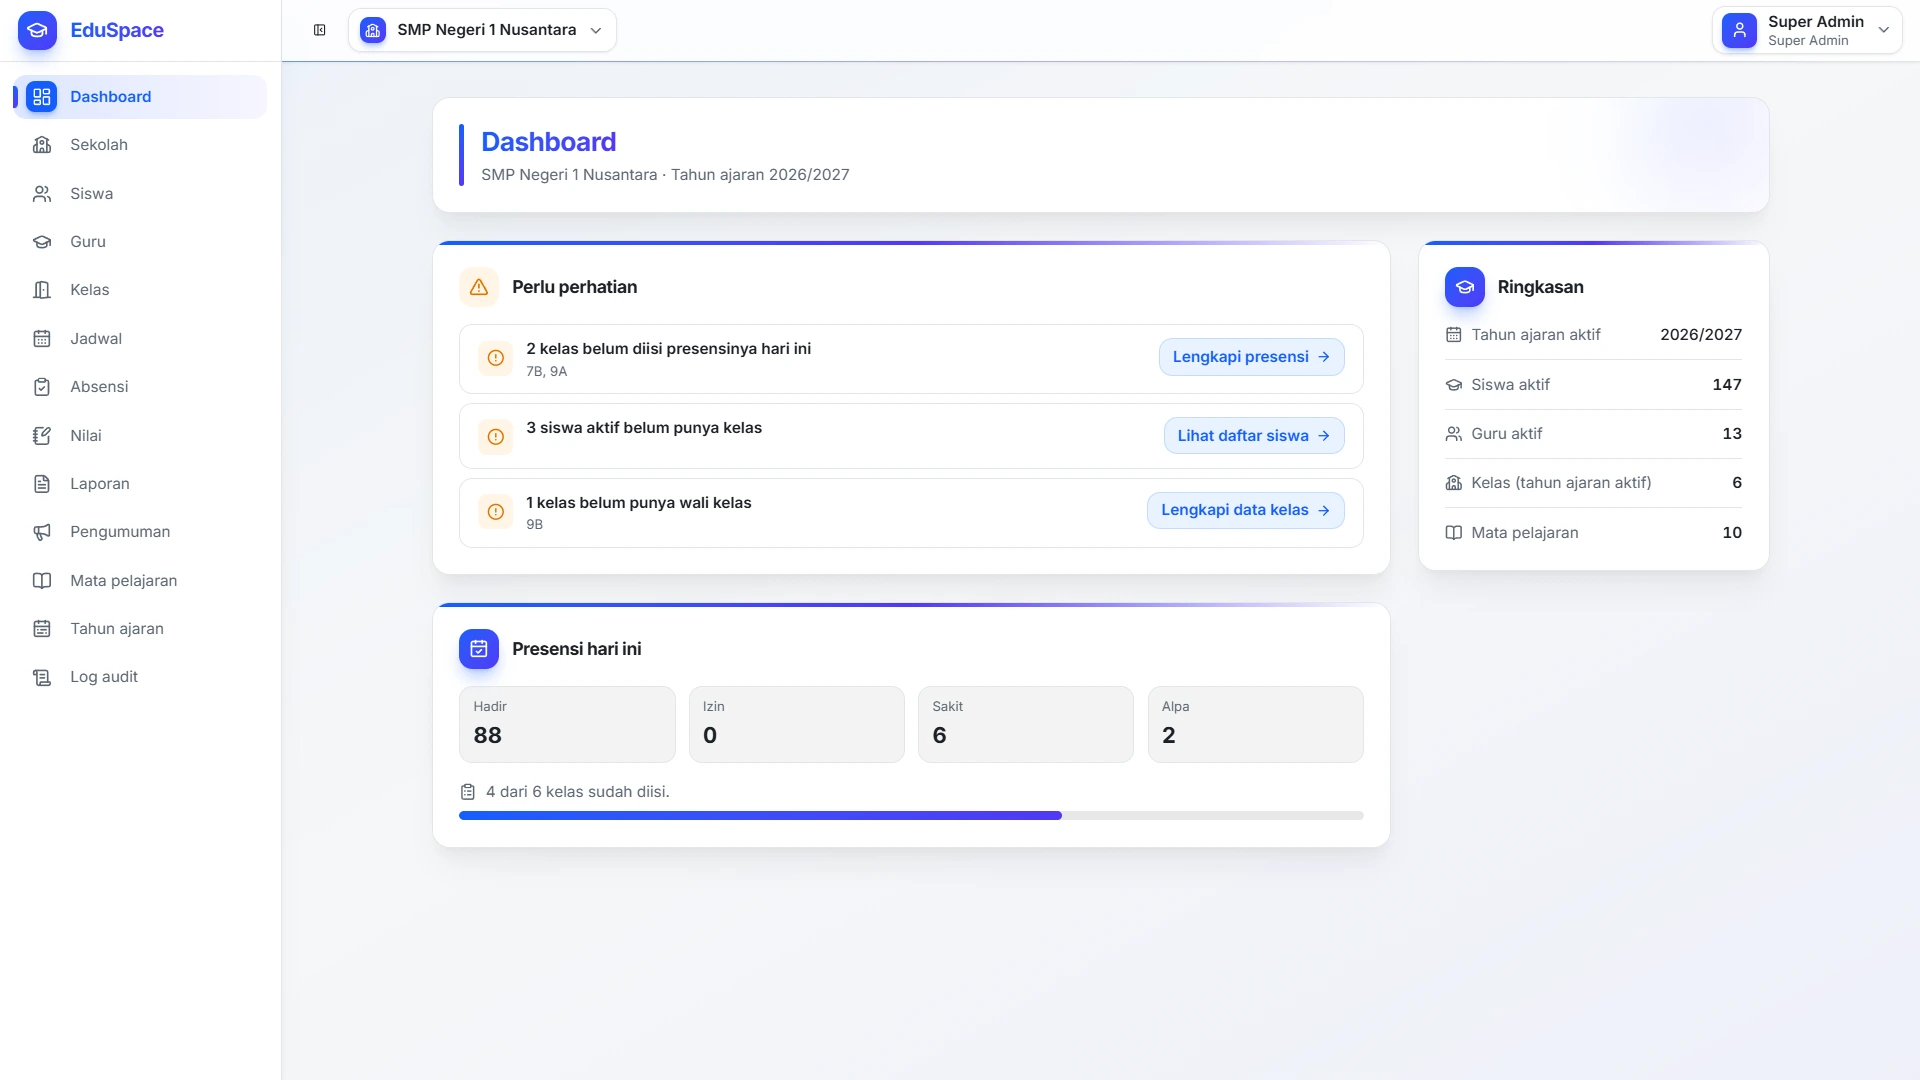 EduSpace
SMP Negeri 1 Nusantara
Super Admin
Super Admin
Dashboard
Sekolah
Siswa
Guru
Kelas
Jadwal
Absensi
Nilai
Laporan
Pengumuman
Mata pelajaran
Tahun ajaran
Log audit
Dashboard
SMP Negeri 1 Nusantara · Tahun ajaran 2026/2027
Perlu perhatian
2 kelas belum diisi presensinya hari ini
7B, 9A
Lengkapi presensi →
3 siswa aktif belum punya kelas
Lihat daftar siswa →
1 kelas belum punya wali kelas
9B
Lengkapi data kelas →
Ringkasan
Tahun ajaran aktif 2026/2027
Siswa aktif 147
Guru aktif 13
Kelas (tahun ajaran aktif) 6
Mata pelajaran 10
Presensi hari ini
Hadir
88
Izin
0
Sakit
6
Alpa
2
4 dari 6 kelas sudah diisi.